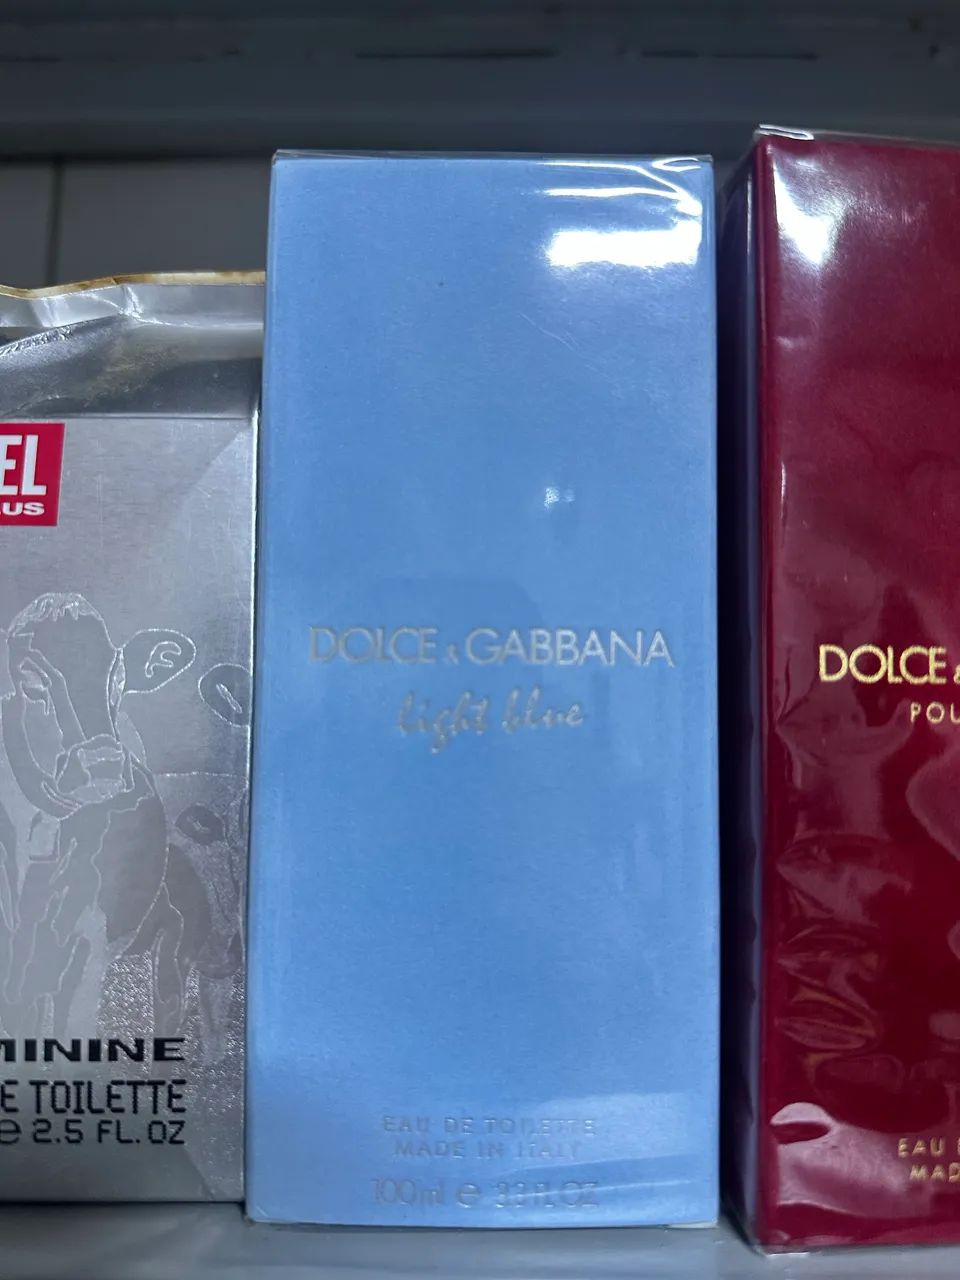 EL
LUS
MININE
E TOILETTE
e 2.5 FL. OZ
DOLCE & GABBANA
light blue
EAU DE TOILETTE
MADE IN ITALY
100ml e 3.3 FL.OZ
DOLCE &
POU
EAU
MAD